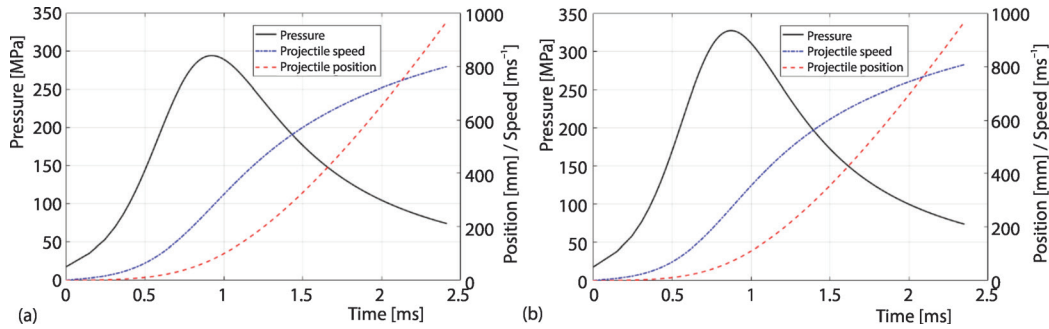 350
300
250
200
150
100
50
0
Pressure [MPa]
Pressure
Projectile speed
Projectile position
1000
800
600
400
200
0
Position [mm] / Speed [ms⁻¹]
0 0.5 1 1.5 2 2.5
Time [ms]
(a)
350
300
250
200
150
100
50
0
Pressure [MPa]
Pressure
Projectile speed
Projectile position
1000
800
600
400
200
0
Position [mm] / Speed [ms⁻¹]
0 0.5 1 1.5 2 2.5
Time [ms]
(b)